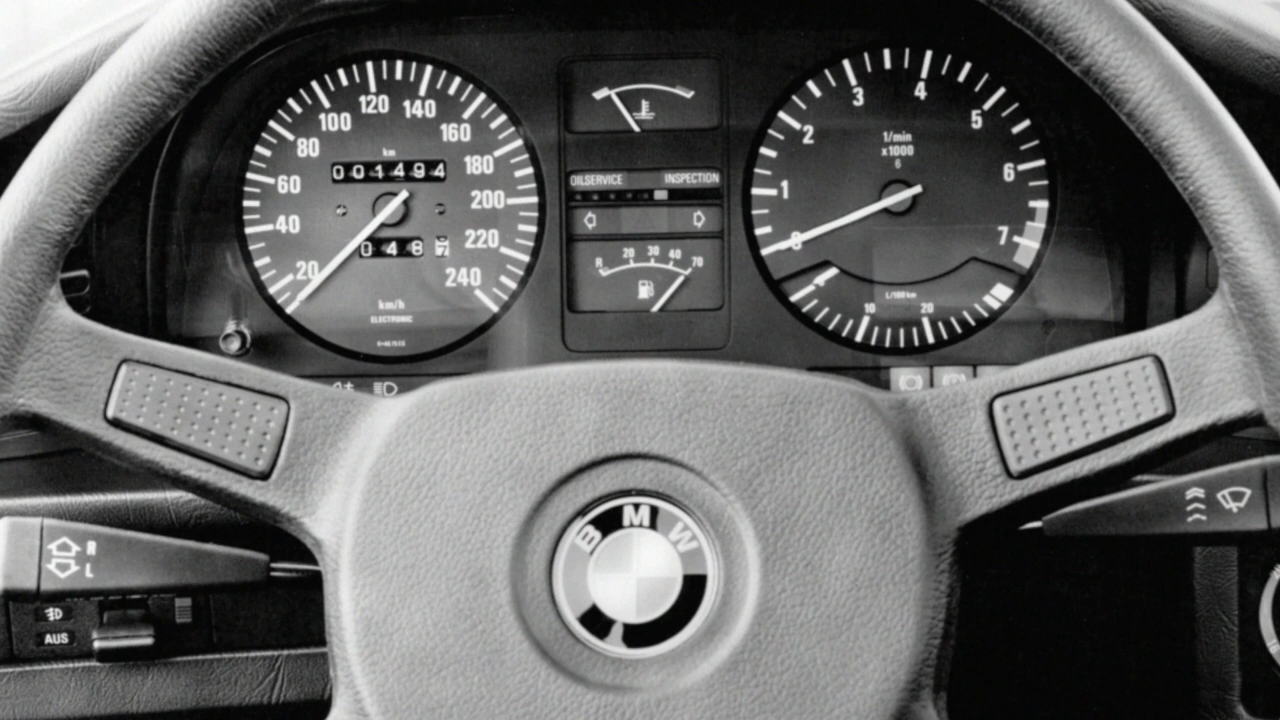 20
40
60
80
100
120
140
160
180
200
220
240
km
001494
048
km/h
ELECTRONIC
OILSERVICE INSPECTION
R 20 30 40 70
0
1
2
3
4
5
6
7
1/min
x1000
6
L/100km
10 20
BMW
R
L
AUS